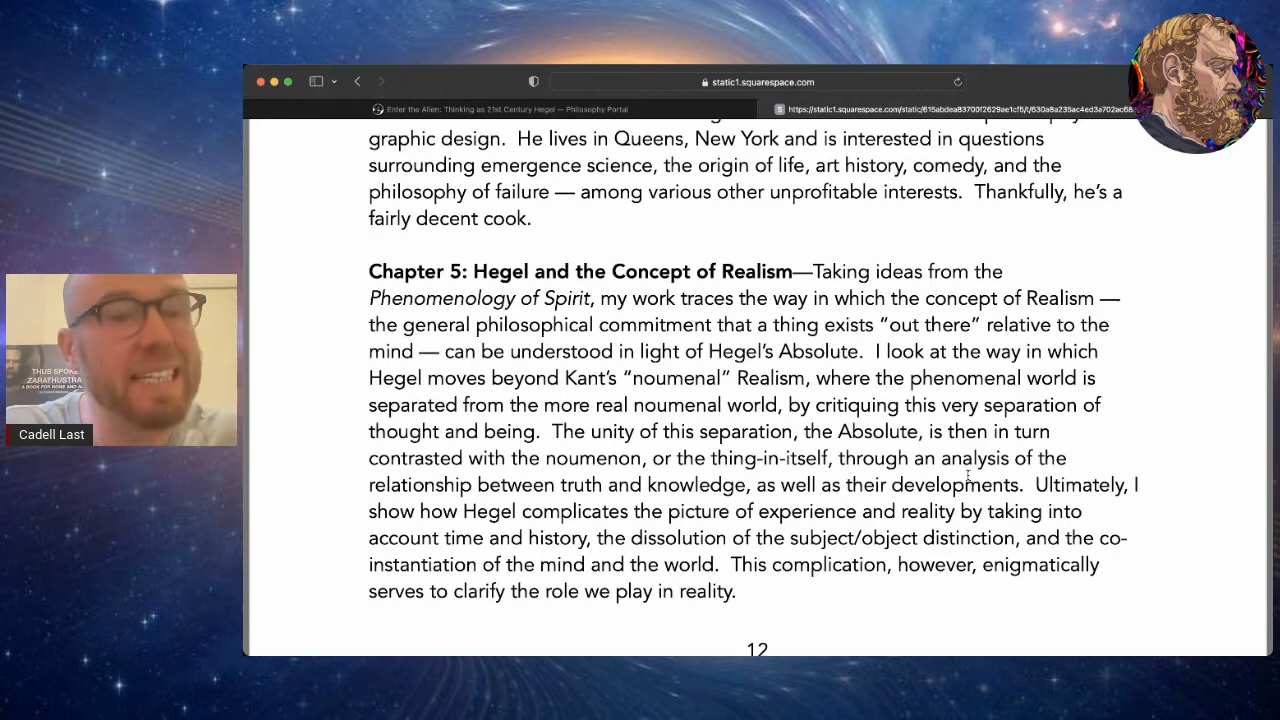 static1.squarespace.com
Enter the Alien: Thinking as 21st Century Hegel — Philosophy Portal
graphic design. He lives in Queens, New York and is interested in questions
surrounding emergence science, the origin of life, art history, comedy, and the
philosophy of failure — among various other unprofitable interests. Thankfully, he's a
fairly decent cook.
Chapter 5: Hegel and the Concept of Realism—Taking ideas from the
Phenomenology of Spirit, my work traces the way in which the concept of Realism —
the general philosophical commitment that a thing exists “out there” relative to the
mind — can be understood in light of Hegel's Absolute. I look at the way in which
Hegel moves beyond Kant's “noumenal” Realism, where the phenomenal world is
separated from the more real noumenal world, by critiquing this very separation of
thought and being. The unity of this separation, the Absolute, is then in turn
contrasted with the noumenon, or the thing-in-itself, through an analysis of the
relationship between truth and knowledge, as well as their developments. Ultimately, I
show how Hegel complicates the picture of experience and reality by taking into
account time and history, the dissolution of the subject/object distinction, and the co-
instantiation of the mind and the world. This complication, however, enigmatically
serves to clarify the role we play in reality.
12
THUS SPOKE
ZARATHUSTRA
A BOOK FOR NONE AND
Cadell Last